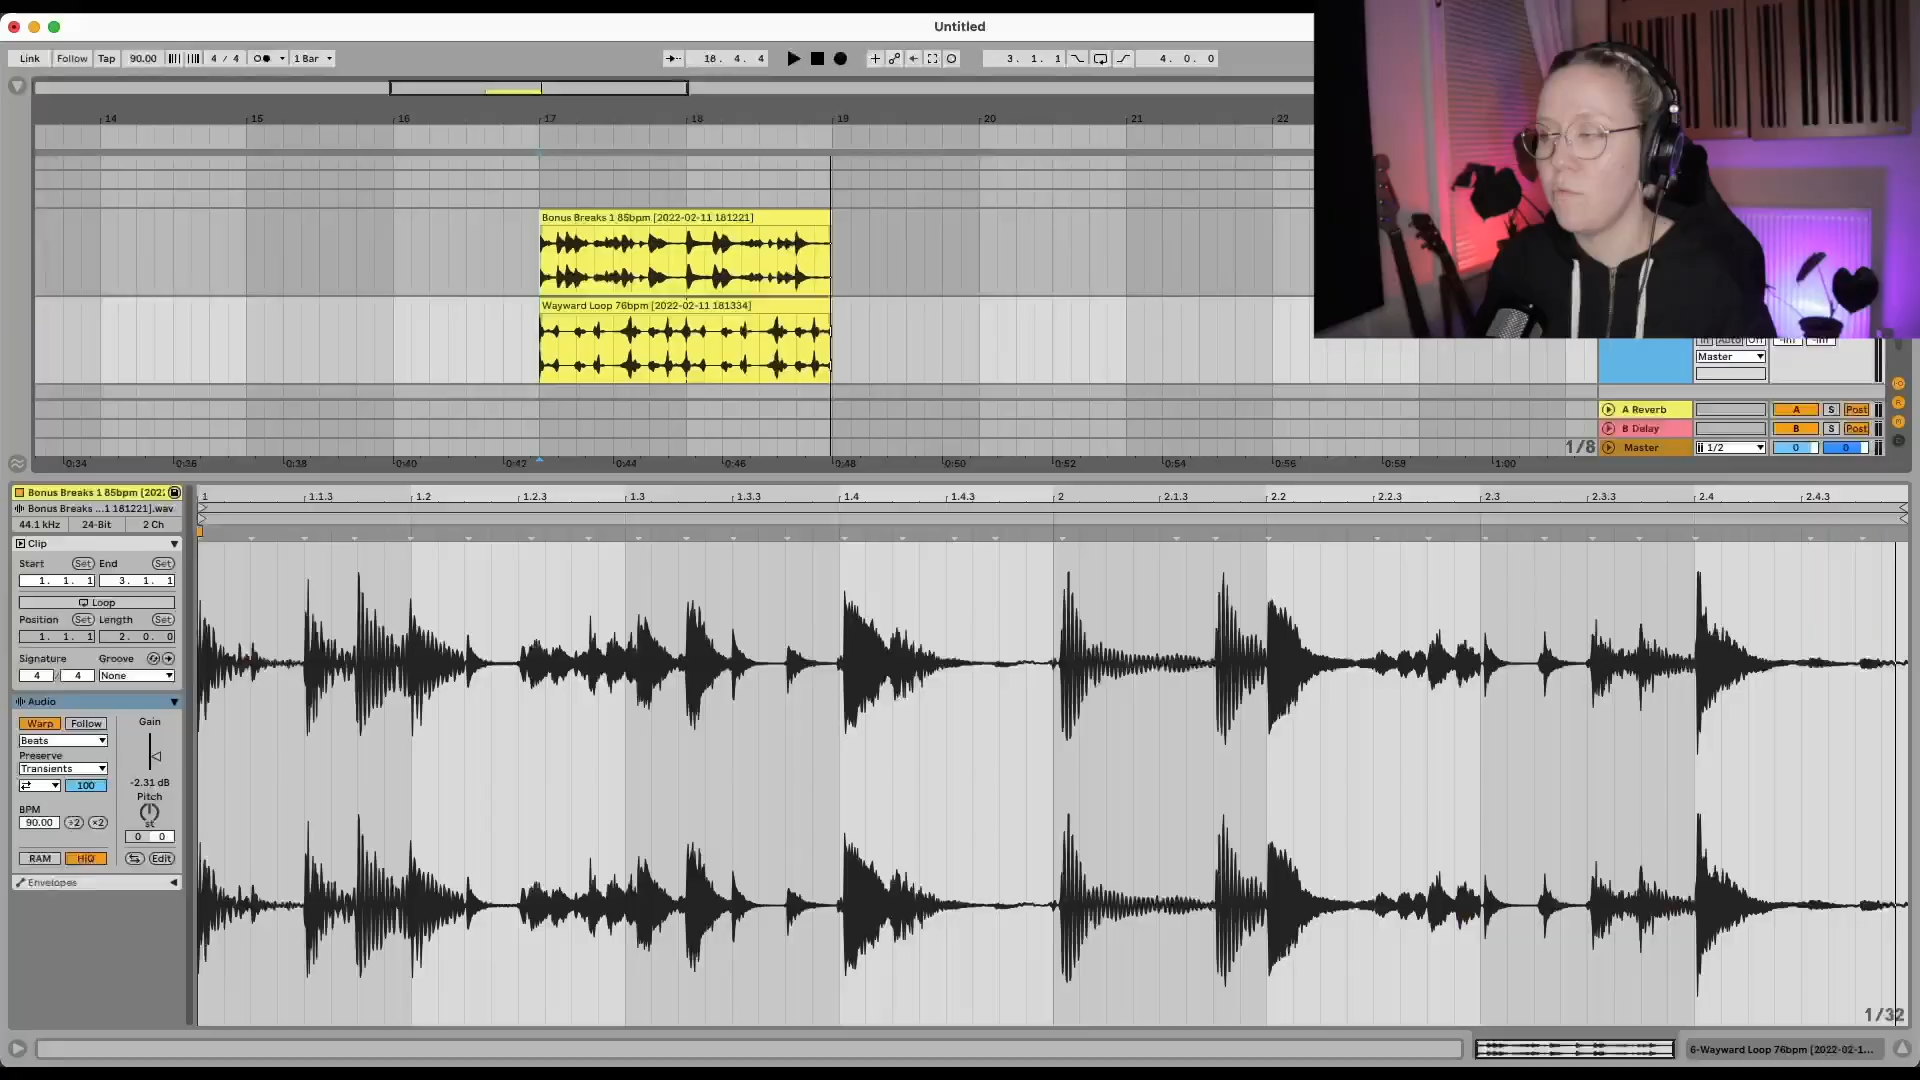 Untitled
Link Follow Tap 90.00 4 / 4 1 Bar
18. 4. 4
3. 1. 1
4. 0. 0
14 15 16 17 18 19 20 21 22
Bonus Breaks 1 85bpm [2022-02-11 181221]
Wayward Loop 76bpm [2022-02-11 181334]
Master
A Reverb A S Post
B Delay B S Post
1/8 Master 1/2 0 0
0:34 0:36 0:38 0:40 0:42 0:44 0:46 0:48 0:50 0:52 0:54 0:56 0:59 1:00
Bonus Breaks 1 85bpm [202:
Bonus Breaks ...1 181221].wav
44.1 kHz 24-Bit 2 Ch
1 1.1.3 1.2 1.2.3 1.3 1.3.3 1.4 1.4.3 2 2.1.3 2.2 2.2.3 2.3 2.3.3 2.4 2.4.3
Clip
Start Set End Set
1. 1. 1 3. 1. 1
Loop
Position Set Length Set
1. 1. 1 2. 0. 0
Signature Groove
4 / 4 None
Audio
Warp Follow Gain
Beats
Preserve
Transients
100 -2.31 dB
Pitch
BPM st
90.00 ÷2 ×2
0 0
RAM HiQ Edit
Envelopes
1/32
6-Wayward Loop 76bpm [2022-02-1...